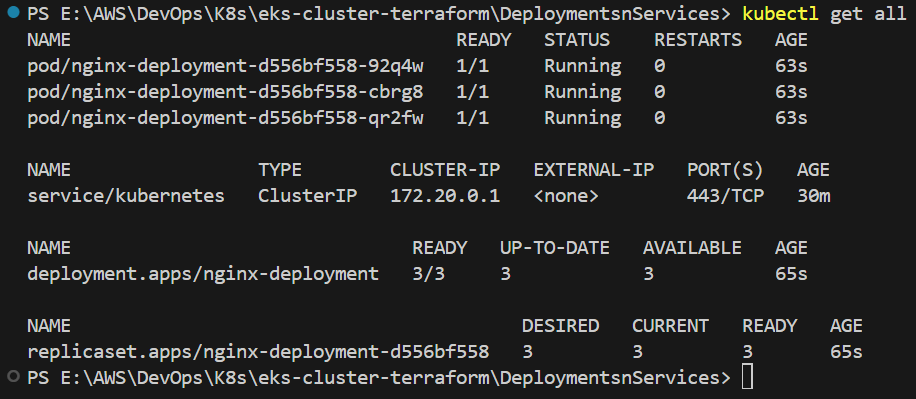 PS E:\AWS\DevOps\K8s\eks-cluster-terraform\DeploymentsnServices> kubectl get all
NAME READY STATUS RESTARTS AGE
pod/nginx-deployment-d556bf558-92q4w 1/1 Running 0 63s
pod/nginx-deployment-d556bf558-cbrg8 1/1 Running 0 63s
pod/nginx-deployment-d556bf558-qr2fw 1/1 Running 0 63s
NAME TYPE CLUSTER-IP EXTERNAL-IP PORT(S) AGE
service/kubernetes ClusterIP 172.20.0.1 <none> 443/TCP 30m
NAME READY UP-TO-DATE AVAILABLE AGE
deployment.apps/nginx-deployment 3/3 3 3 65s
NAME DESIRED CURRENT READY AGE
replicaset.apps/nginx-deployment-d556bf558 3 3 3 65s
PS E:\AWS\DevOps\K8s\eks-cluster-terraform\DeploymentsnServices>